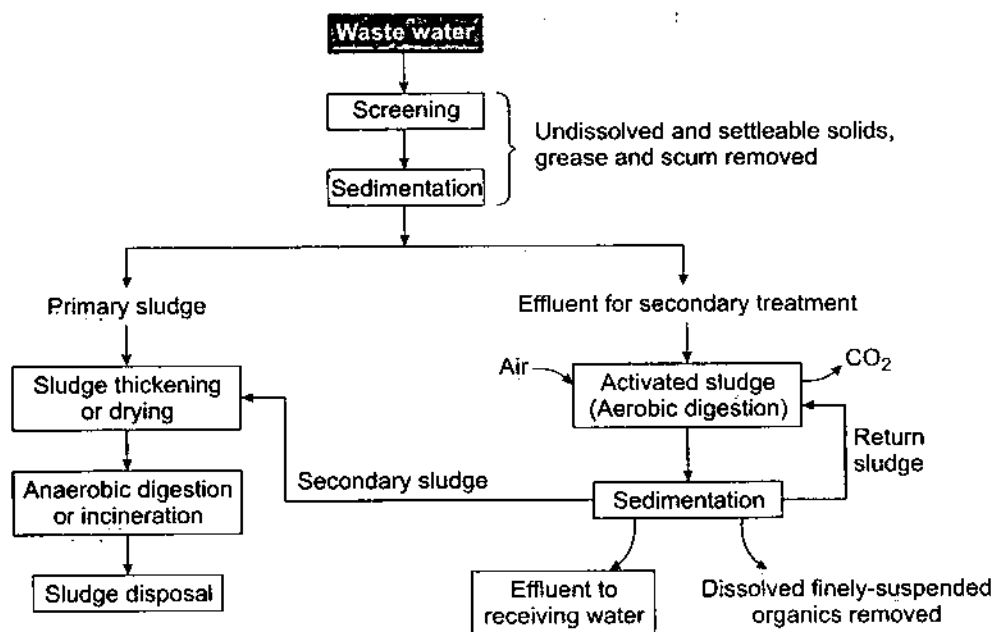 Waste water
Screening
Undissolved and settleable solids,
grease and scum removed
Sedimentation
Primary sludge
Effluent for secondary treatment
Air
CO₂
Sludge thickening
or drying
Activated sludge
(Aerobic digestion)
Return
sludge
Secondary sludge
Anaerobic digestion
or incineration
Sedimentation
Sludge disposal
Effluent to
receiving water
Dissolved finely-suspended
organics removed